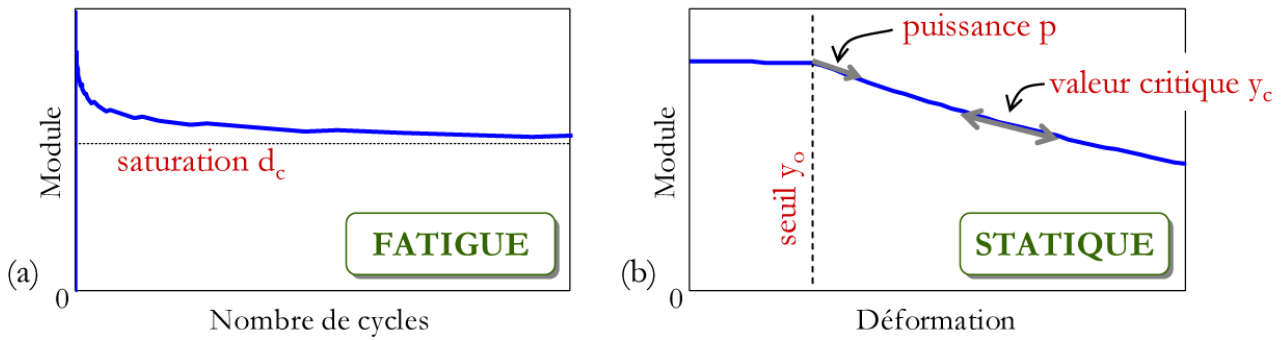 Module
saturation d_c
FATIGUE
(a)
0
Nombre de cycles
puissance p
valeur critique y_c
Module
seuil y_o
STATIQUE
(b)
0
Déformation